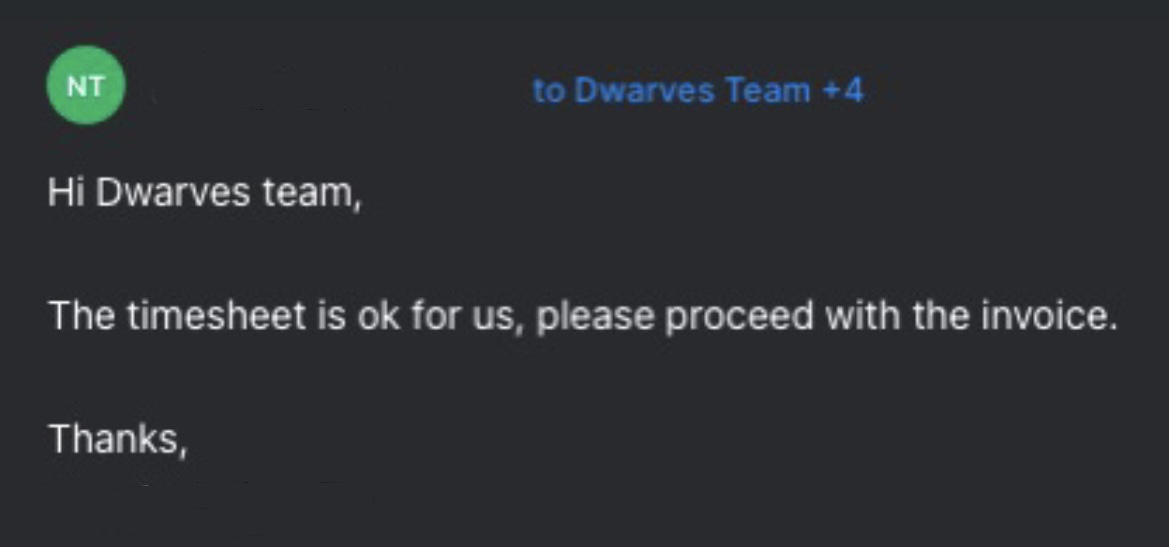 NT
to Dwarves Team +4
Hi Dwarves team,
The timesheet is ok for us, please proceed with the invoice.
Thanks,